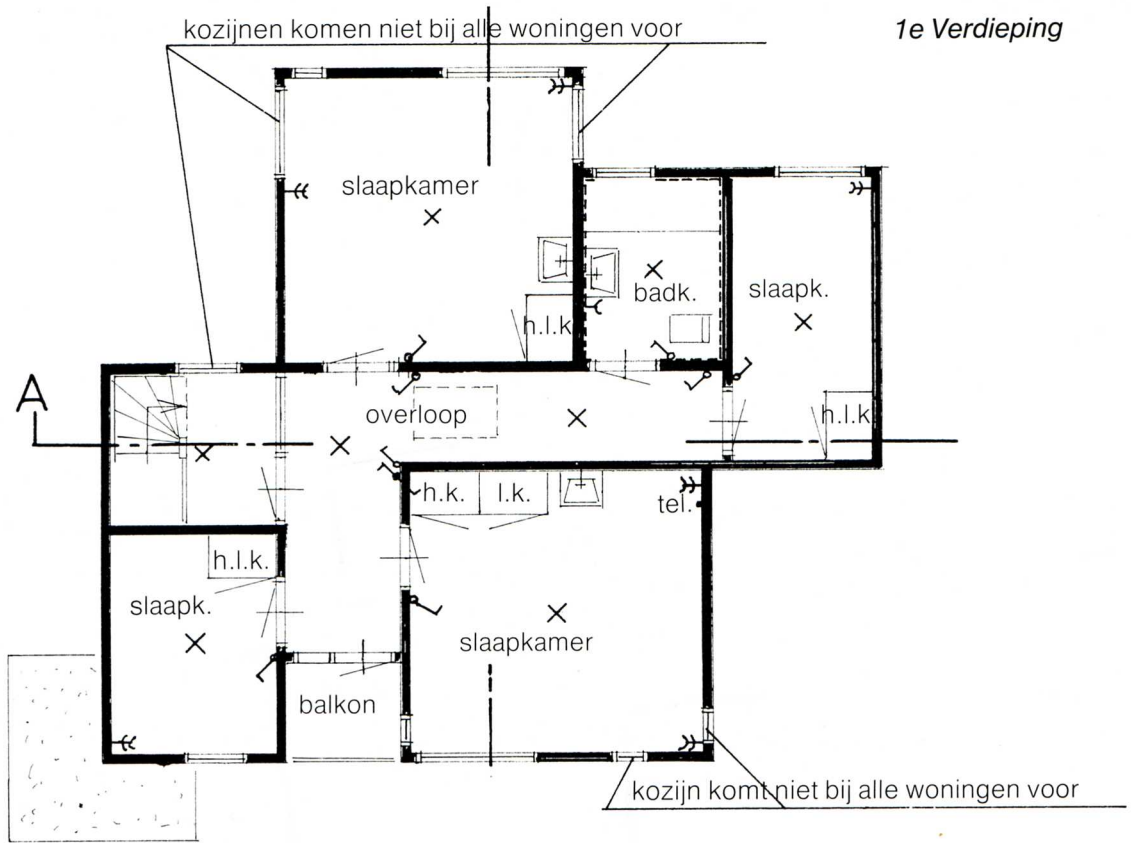 kozijnen komen niet bij alle woningen voor
1e Verdieping
slaapkamer
badk.
slaapk.
h.l.k
A
overloop
h.l.k
h.k.
l.k.
tel.
h.l.k.
slaapk.
slaapkamer
balkon
kozijn komt niet bij alle woningen voor